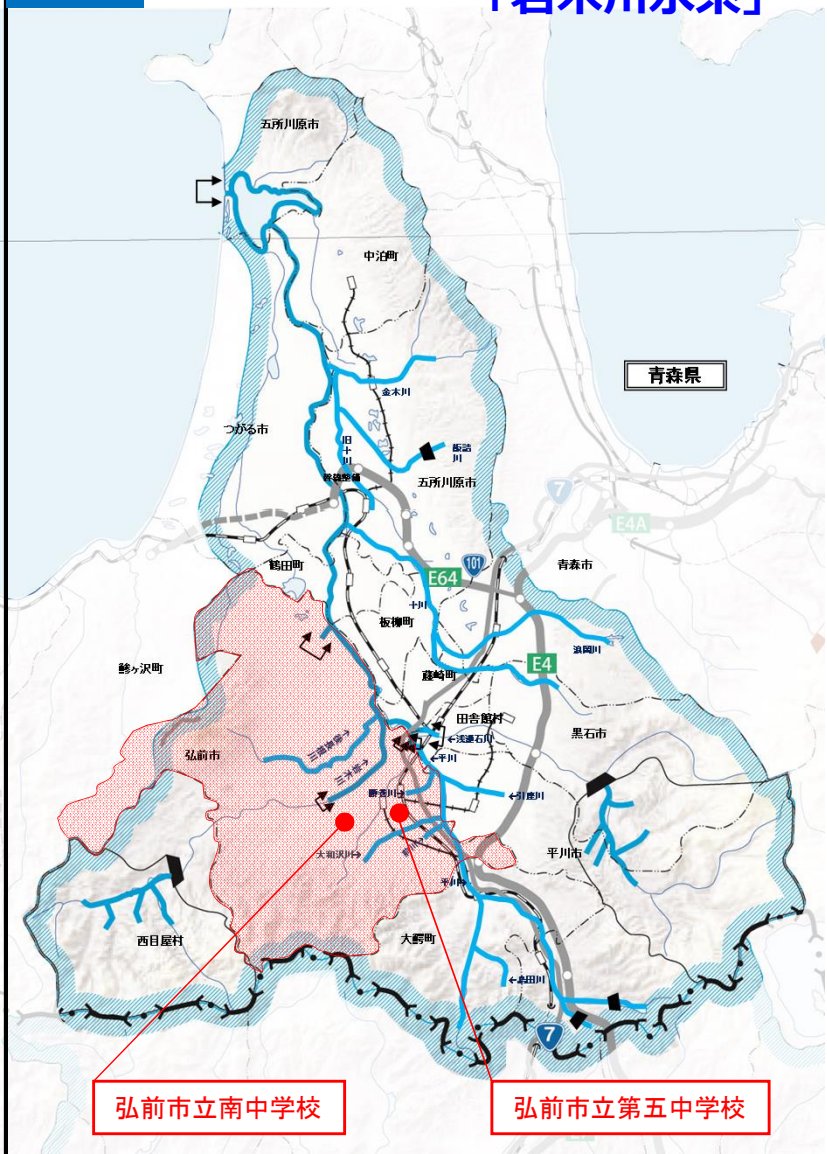 「岩木川水系」
五所川原市
中泊町
青森県
金木川
つがる市
旧十川
飯詰川
五所川原市
7
E4A
鶴田町
101
E64
青森市
十川
板柳町
浪岡川
鰺ヶ沢町
藤崎町
E4
田舎館村
←浅瀬石川
黒石市
弘前市
←平川
←引座川
大和沢川→
平川→
平川市
西目屋村
大鰐町
7
弘前市立南中学校
弘前市立第五中学校